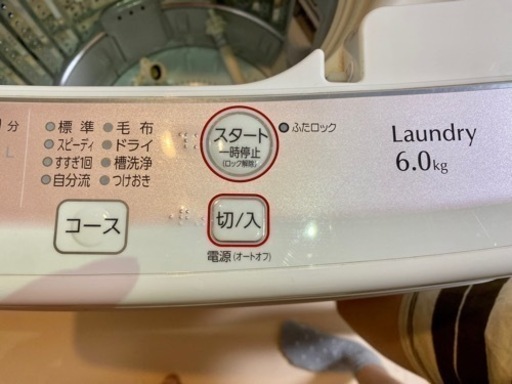 分
L
標準
毛布
スピーディ
ドライ
すすぎ1回
槽洗浄
自分流
つけおき
コース
スタート
一時停止
(ロック解除)
ふたロック
切/入
電源(オートオフ)
Laundry
6.0kg